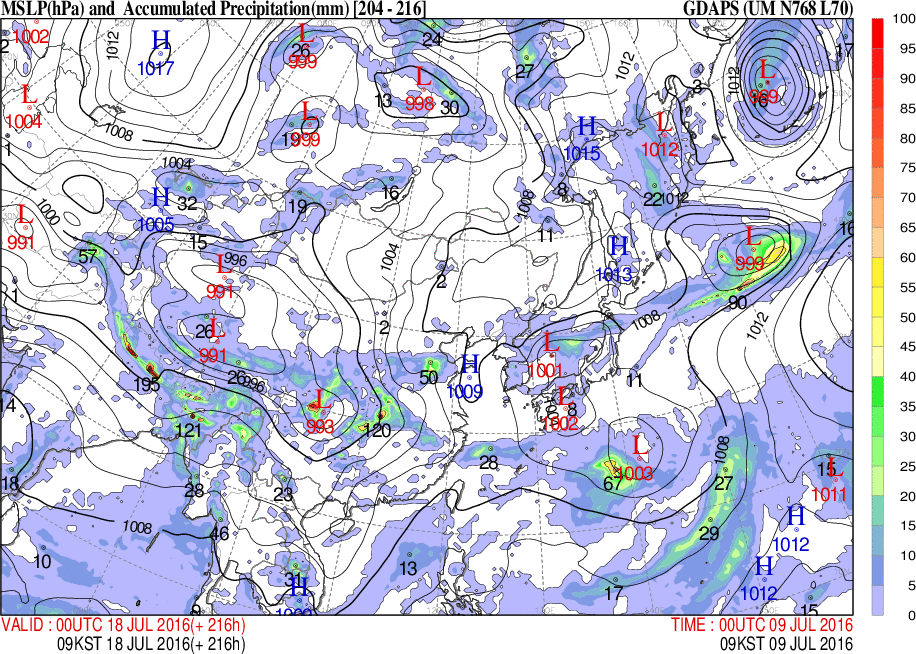 MSLP(hPa) and Accumulated Precipitation(mm) [204 - 216] GDAPS (UM N768 L70)
1002 1012 H 1017 L 26 999 24 27 1012 3 1012 L 999 17
L 1004 1008 L 19 999 13 L 998 30 H 1015 L 1012
1 1004 32 H 1005 19 16 8 22 1012
L 991 1000 15 1008 11 H 1013 L 999 16
57 996 L 991 1004 2 90
1 26 L 991 2 1008 1012
195 26 996 50 H 1009 L 1001 11
14 121 L 993 120 L 8 1002
18 28 23 28 L 1003 67 1008 27 15 L 1011
1008 46 29 H 1012
10 31 H 13 17 H 1012 15
100
95
90
85
80
75
70
65
60
55
50
45
40
35
30
25
20
15
10
5
0
VALID : 00UTC 18 JUL 2016(+ 216h) TIME : 00UTC 09 JUL 2016
09KST 18 JUL 2016(+ 216h) 09KST 09 JUL 2016